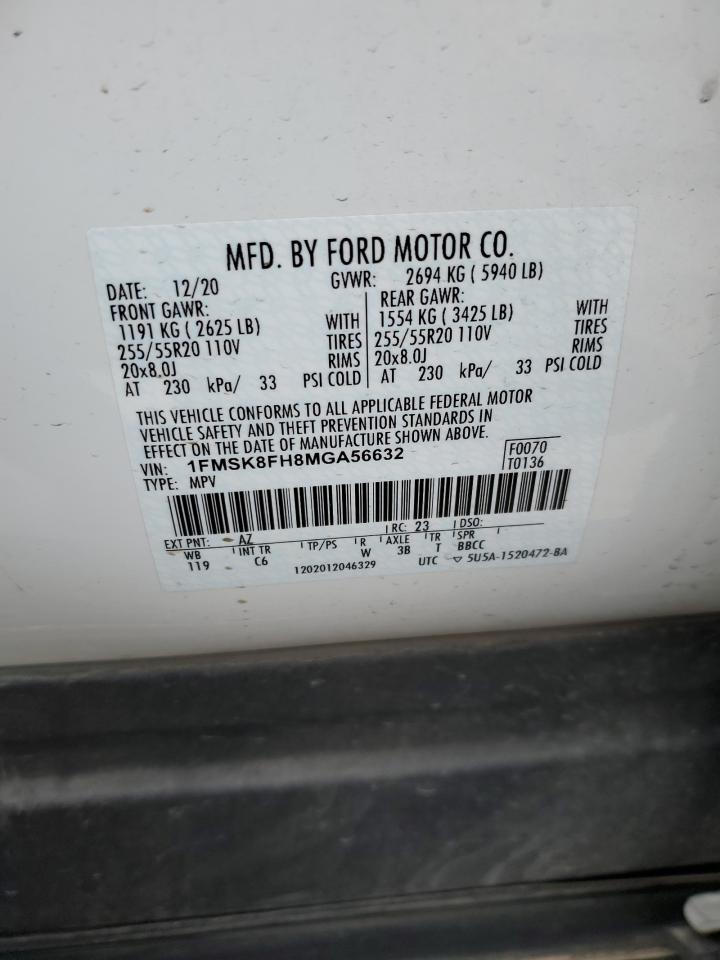 MFD. BY FORD MOTOR CO.
DATE: 12/20 GVWR: 2694 KG ( 5940 LB)
FRONT GAWR: REAR GAWR:
1191 KG ( 2625 LB) WITH 1554 KG ( 3425 LB) WITH
255/55R20 110V TIRES 255/55R20 110V TIRES
20x8.0J RIMS 20x8.0J RIMS
AT 230 kPa/ 33 PSI COLD AT 230 kPa/ 33 PSI COLD
THIS VEHICLE CONFORMS TO ALL APPLICABLE FEDERAL MOTOR
VEHICLE SAFETY AND THEFT PREVENTION STANDARDS IN
EFFECT ON THE DATE OF MANUFACTURE SHOWN ABOVE.
VIN: 1FMSK8FH8MGA56632 F0070
TYPE: MPV T0136
EXT PNT: AZ RC: 23 DSO:
WB INT TR TP/PS R AXLE TR SPR
119 C6 W 3B T BBCC
1202012046329 UTC ▽ 5U5A-1520472-BA